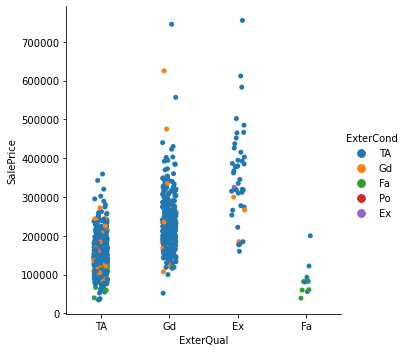 700000
600000
500000
400000
300000
200000
100000
0
SalePrice
TA Gd Ex Fa
ExterQual
ExterCond
TA
Gd
Fa
Po
Ex